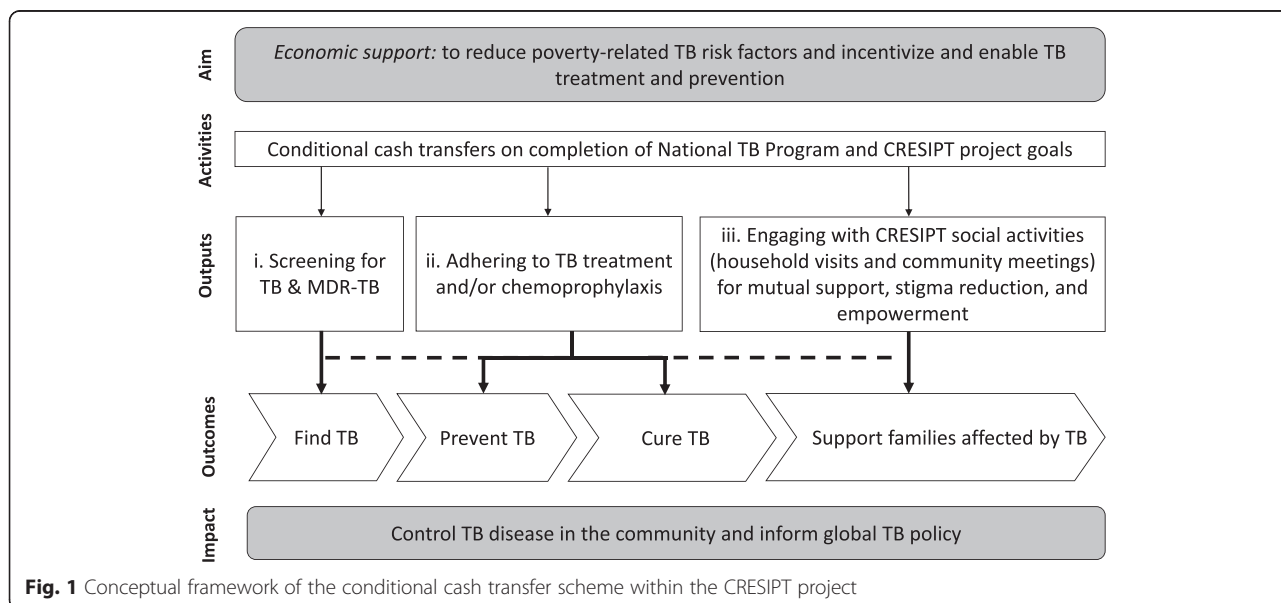 Aim
Economic support: to reduce poverty-related TB risk factors and incentivize and enable TB
treatment and prevention
Activities
Conditional cash transfers on completion of National TB Program and CRESIPT project goals
Outputs
i. Screening for
TB & MDR-TB
ii. Adhering to TB treatment
and/or chemoprophylaxis
iii. Engaging with CRESIPT social activities
(household visits and community meetings)
for mutual support, stigma reduction, and
empowerment
Outcomes
Find TB
Prevent TB
Cure TB
Support families affected by TB
Impact
Control TB disease in the community and inform global TB policy
Fig. 1 Conceptual framework of the conditional cash transfer scheme within the CRESIPT project